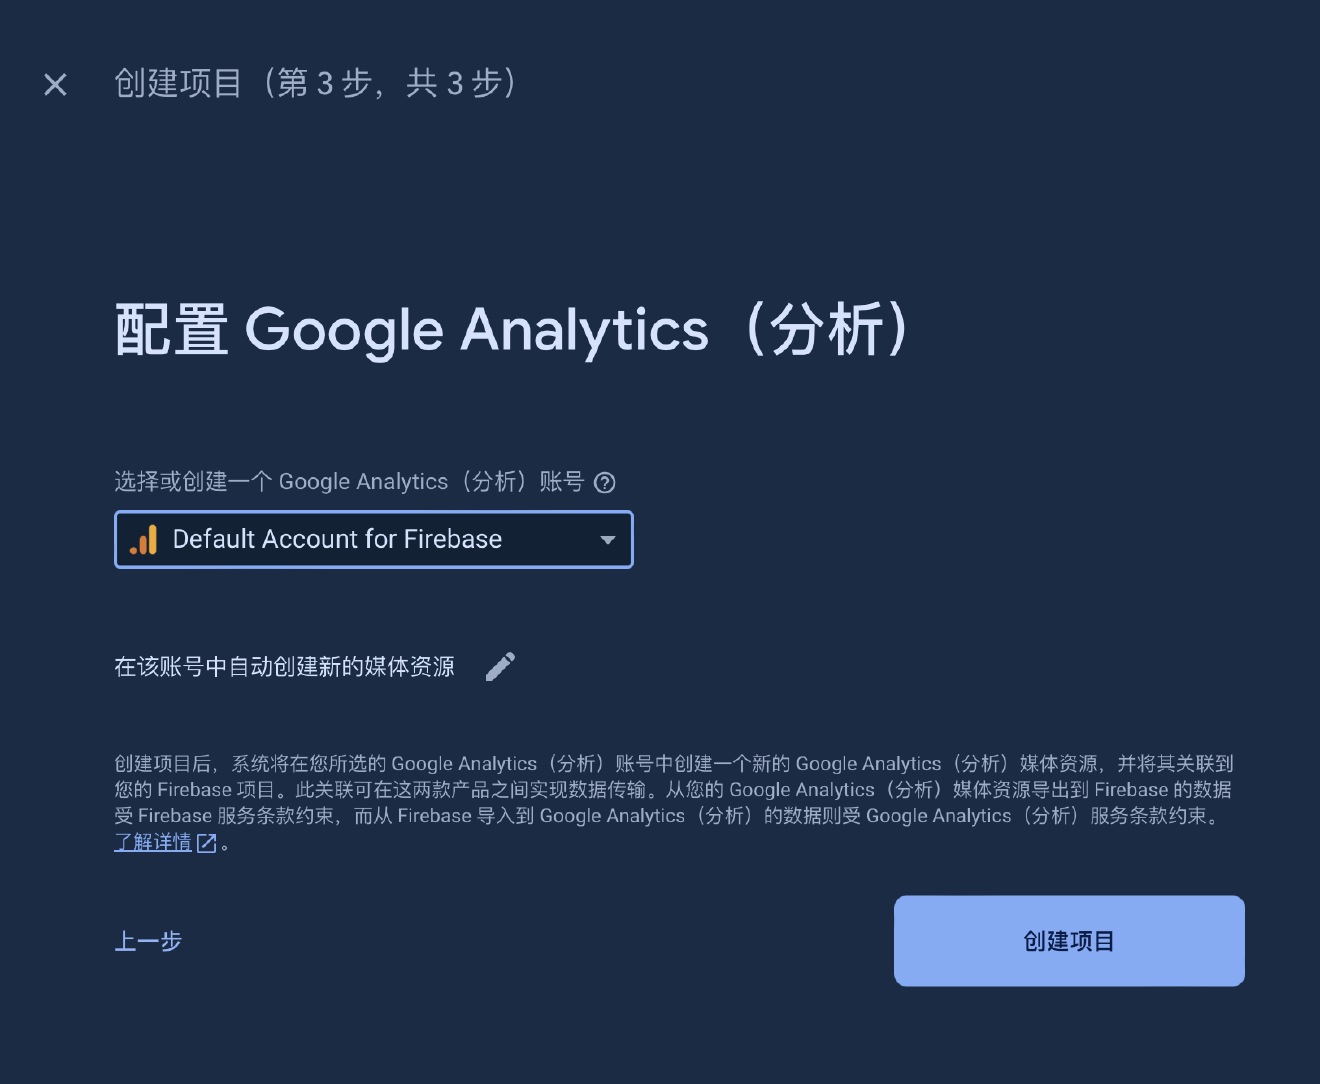 创建项目（第 3 步，共 3 步）
配置 Google Analytics（分析）
选择或创建一个 Google Analytics（分析）账号
Default Account for Firebase
在该账号中自动创建新的媒体资源
创建项目后，系统将在您所选的 Google Analytics（分析）账号中创建一个新的 Google Analytics（分析）媒体资源，并将其关联到
您的 Firebase 项目。此关联可在这两款产品之间实现数据传输。从您的 Google Analytics（分析）媒体资源导出到 Firebase 的数据
受 Firebase 服务条款约束，而从 Firebase 导入到 Google Analytics（分析）的数据则受 Google Analytics（分析）服务条款约束。
了解详情。
上一步
创建项目